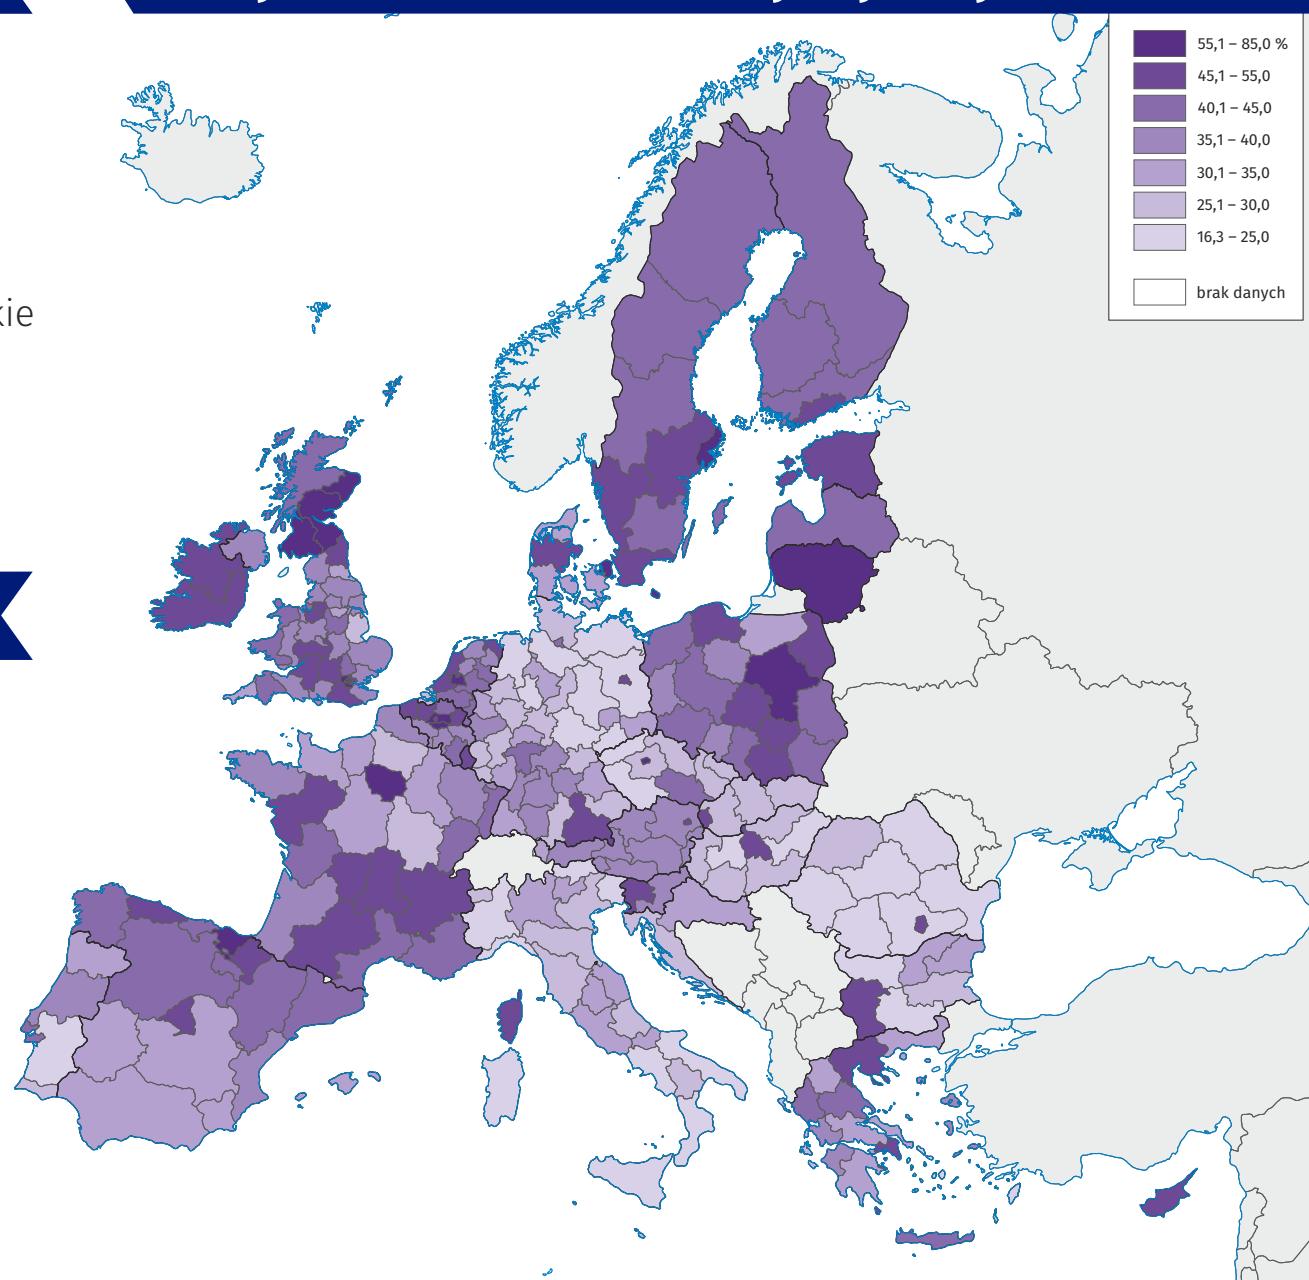 55,1 – 85,0 %
45,1 – 55,0
40,1 – 45,0
35,1 – 40,0
30,1 – 35,0
25,1 – 30,0
16,3 – 25,0
brak danych
kie